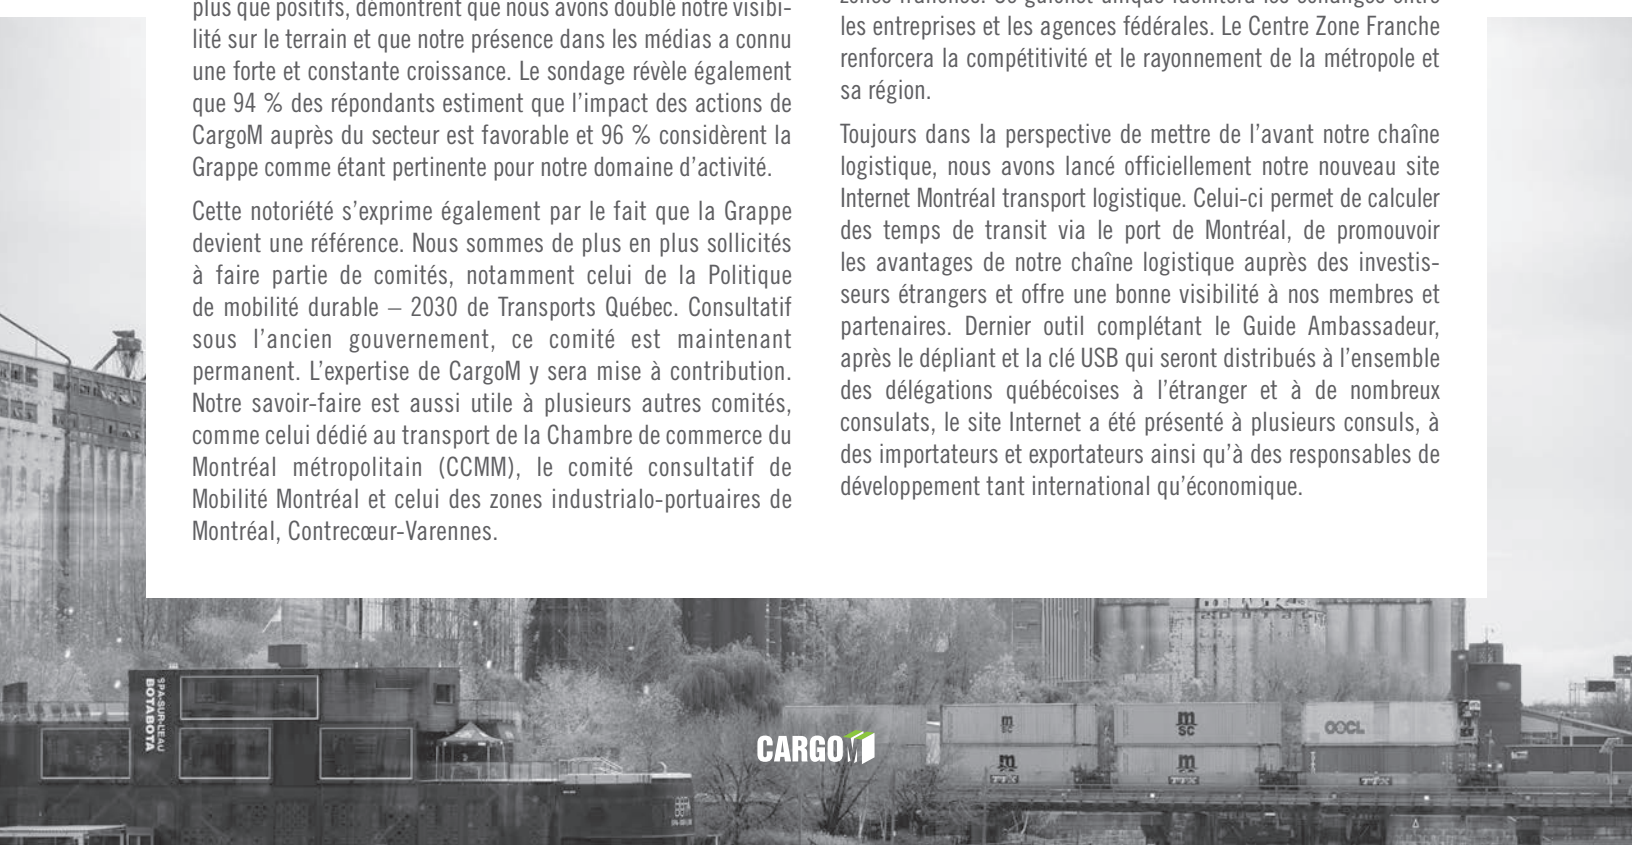 plus que positifs, démontrent que nous avons doublé notre visibi-
lité sur le terrain et que notre présence dans les médias a connu
une forte et constante croissance. Le sondage révèle également
que 94 % des répondants estiment que l’impact des actions de
CargoM auprès du secteur est favorable et 96 % considèrent la
Grappe comme étant pertinente pour notre domaine d’activité.
Cette notoriété s’exprime également par le fait que la Grappe
devient une référence. Nous sommes de plus en plus sollicités
à faire partie de comités, notamment celui de la Politique
de mobilité durable – 2030 de Transports Québec. Consultatif
sous l’ancien gouvernement, ce comité est maintenant
permanent. L’expertise de CargoM y sera mise à contribution.
Notre savoir-faire est aussi utile à plusieurs autres comités,
comme celui dédié au transport de la Chambre de commerce du
Montréal métropolitain (CCMM), le comité consultatif de
Mobilité Montréal et celui des zones industrialo-portuaires de
Montréal, Contrecœur-Varennes.
zones franches. Ce guichet unique facilitera les échanges entre
les entreprises et les agences fédérales. Le Centre Zone Franche
renforcera la compétitivité et le rayonnement de la métropole et
sa région.
Toujours dans la perspective de mettre de l’avant notre chaîne
logistique, nous avons lancé officiellement notre nouveau site
Internet Montréal transport logistique. Celui-ci permet de calculer
des temps de transit via le port de Montréal, de promouvoir
les avantages de notre chaîne logistique auprès des investis-
seurs étrangers et offre une bonne visibilité à nos membres et
partenaires. Dernier outil complétant le Guide Ambassadeur,
après le dépliant et la clé USB qui seront distribués à l’ensemble
des délégations québécoises à l’étranger et à de nombreux
consulats, le site Internet a été présenté à plusieurs consuls, à
des importateurs et exportateurs ainsi qu’à des responsables de
développement tant international qu’économique.
SPA-SUR-L'EAU
BOTABOTA
CARGOM
m
SC
m
SC
OOCL
m
TTX
m
TTX
TTX